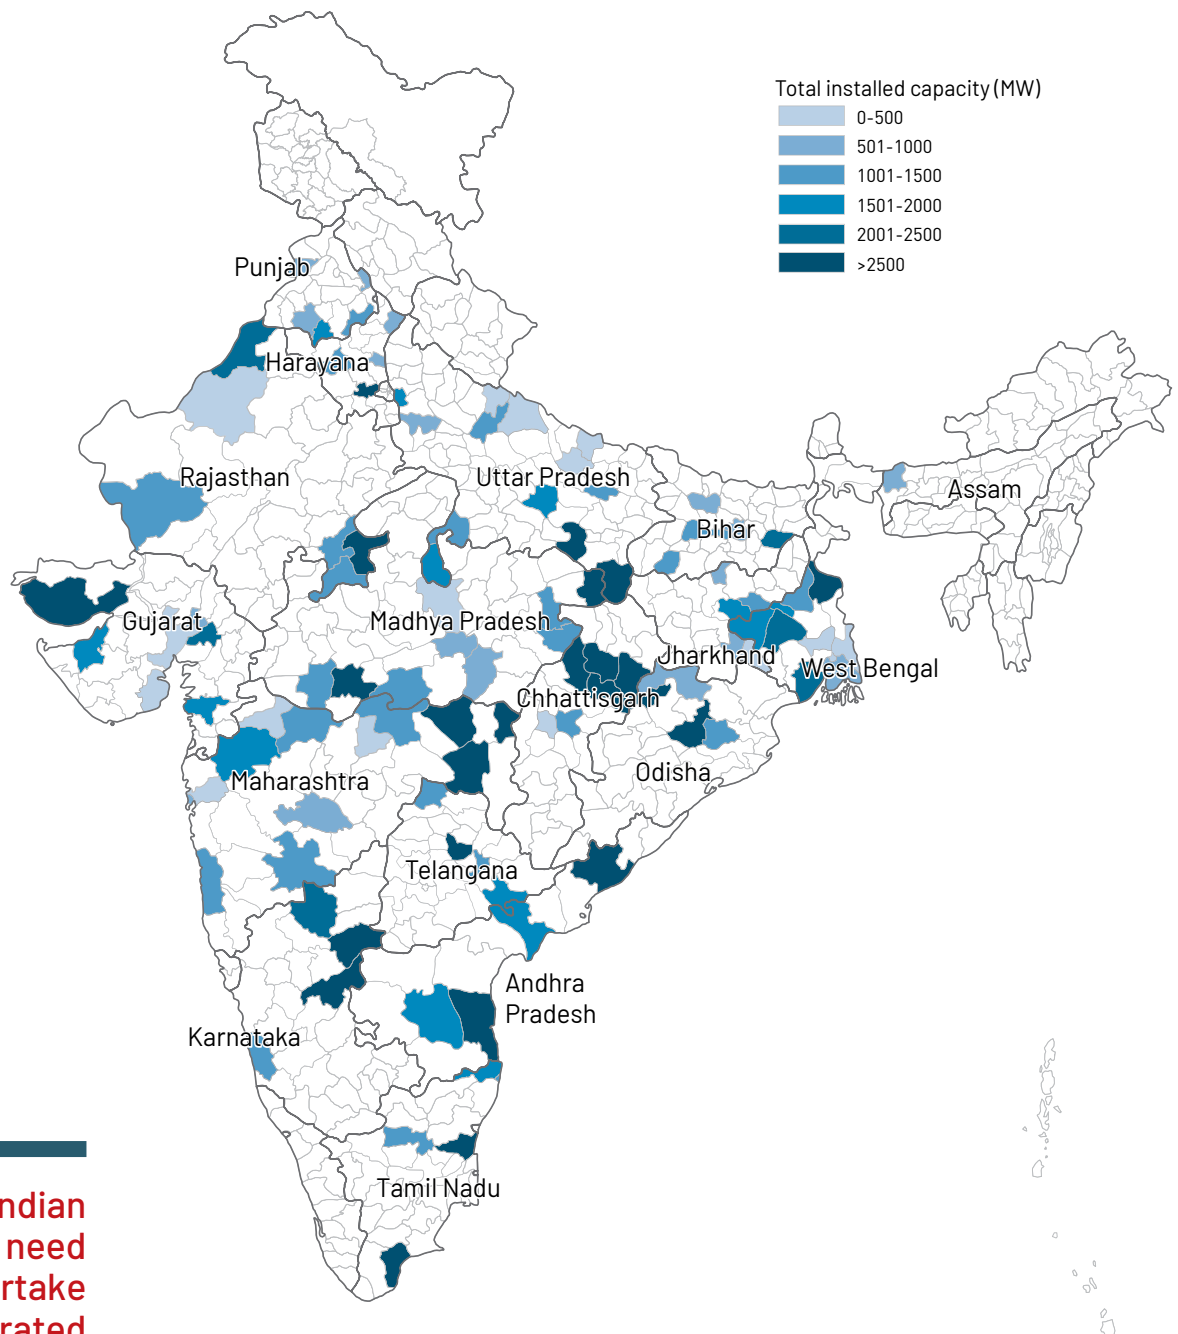 Total installed capacity (MW)
0-500
501-1000
1001-1500
1501-2000
2001-2500
>2500
Punjab
Harayana
Rajasthan
Uttar Pradesh
Assam
Bihar
Gujarat
Madhya Pradesh
Jharkhand
West Bengal
Chhattisgarh
Odisha
Maharashtra
Telangana
Andhra
Pradesh
Karnataka
Tamil Nadu
ndian
need
rtake
rated